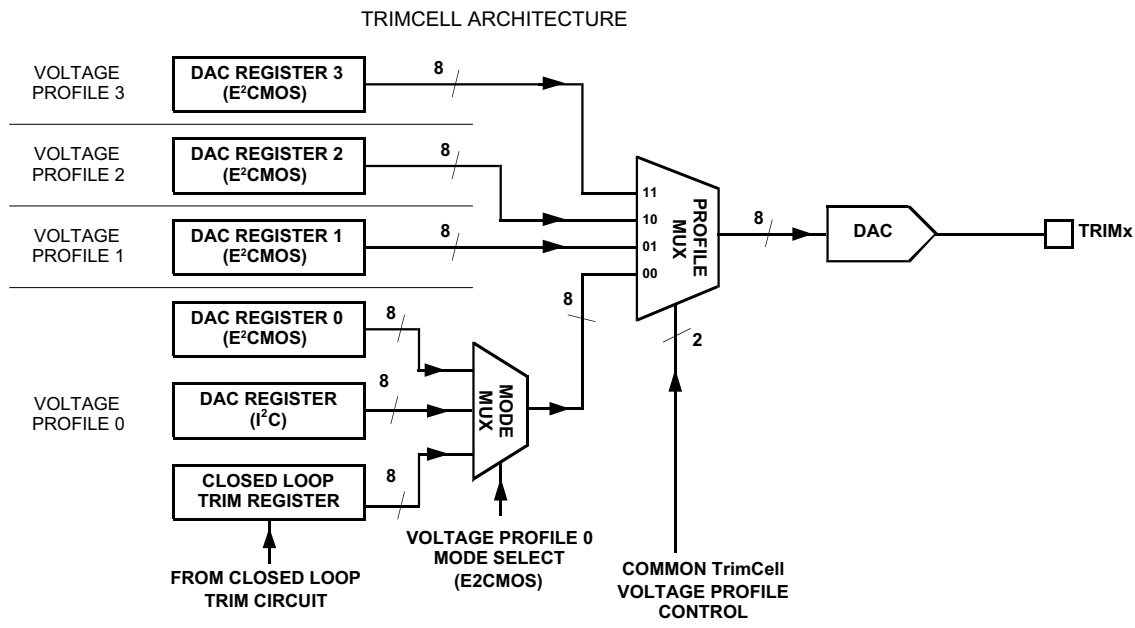 TRIMCELL ARCHITECTURE
VOLTAGE
PROFILE 3
DAC REGISTER 3
(E²CMOS)
8
VOLTAGE
PROFILE 2
DAC REGISTER 2
(E²CMOS)
8
VOLTAGE
PROFILE 1
DAC REGISTER 1
(E²CMOS)
8
11
10
01
00
PROFILE
MUX
8
DAC
TRIMx
2
8
VOLTAGE
PROFILE 0
DAC REGISTER 0
(E²CMOS)
8
DAC REGISTER
(I²C)
8
CLOSED LOOP
TRIM REGISTER
8
MODE
MUX
FROM CLOSED LOOP
TRIM CIRCUIT
VOLTAGE PROFILE 0
MODE SELECT
(E2CMOS)
COMMON TrimCell
VOLTAGE PROFILE
CONTROL